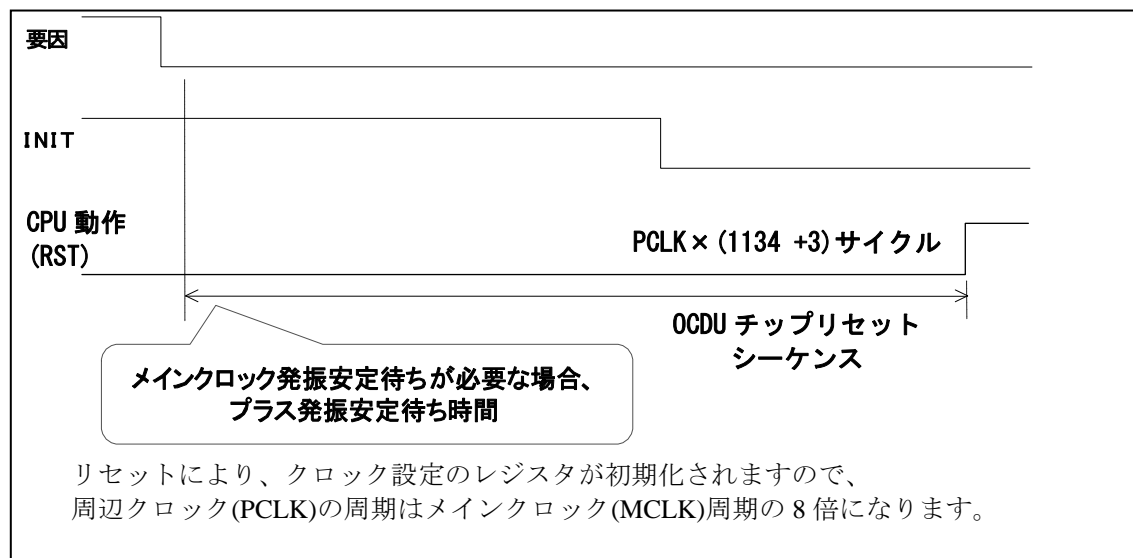 要因
INIT
CPU 動作
(RST)
PCLK×(1134 +3)サイクル
OCDU チップリセット
シーケンス
メインクロック発振安定待ちが必要な場合、
プラス発振安定待ち時間
リセットにより、クロック設定のレジスタが初期化されますので、
周辺クロック(PCLK)の周期はメインクロック(MCLK)周期の 8 倍になります。